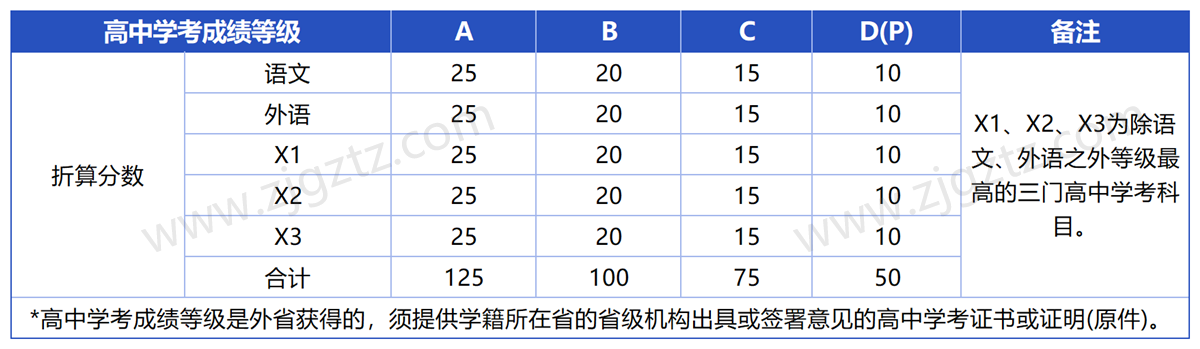 高中学考成绩等级 A B C D(P) 备注
语文 25 20 15 10
外语 25 20 15 10
X1 25 20 15 10
折算分数
X2 25 20 15 10
X3 25 20 15 10
合计 125 100 75 50
X1、X2、X3为除语
文、外语之外等级最
高的三门高中学考科
目。
*高中学考成绩等级是外省获得的，须提供学籍所在省的省级机构出具或签署意见的高中学考证书或证明(原件)。
www.zjgztz.com
www.zjgztz.com